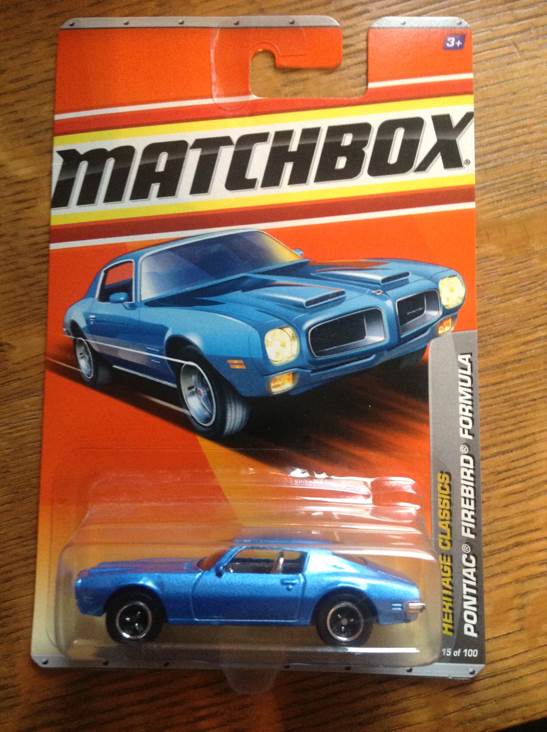 3+
MATCHBOX®
HERITAGE CLASSICS
PONTIAC® FIREBIRD® FORMULA
15 of 100